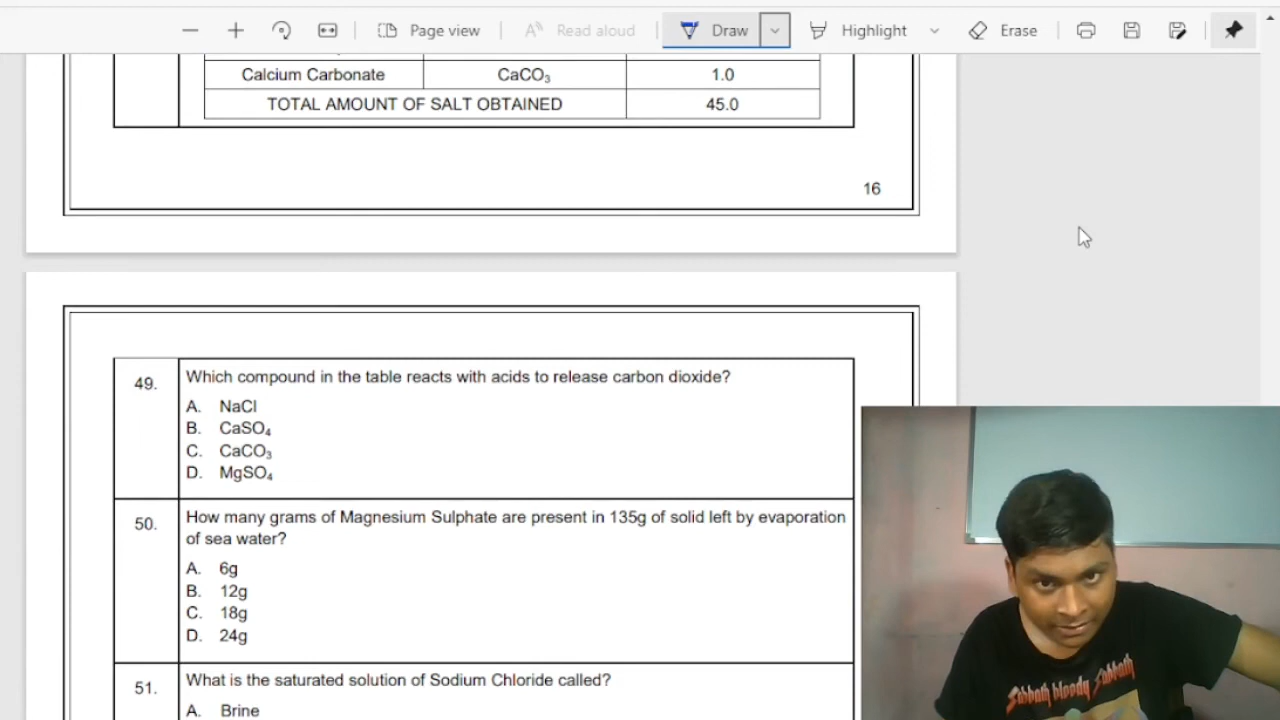 Page view
Read aloud
Draw
Highlight
Erase
Calcium Carbonate CaCO₃ 1.0
TOTAL AMOUNT OF SALT OBTAINED 45.0
16
49. Which compound in the table reacts with acids to release carbon dioxide?
A. NaCl
B. CaSO₄
C. CaCO₃
D. MgSO₄
50. How many grams of Magnesium Sulphate are present in 135g of solid left by evaporation
of sea water?
A. 6g
B. 12g
C. 18g
D. 24g
51. What is the saturated solution of Sodium Chloride called?
A. Brine
Sabbath bloody Sabbath